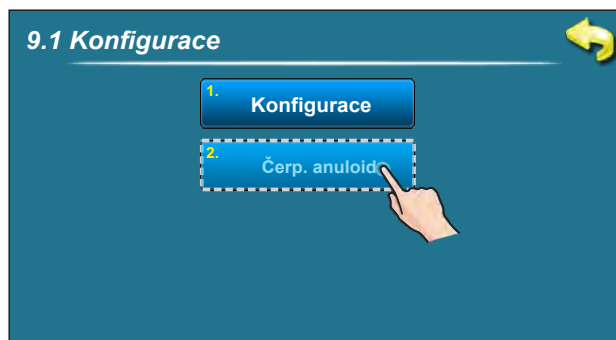 9.1 Konfigurace
1.
Konfigurace
2.
Čerp. anuloid